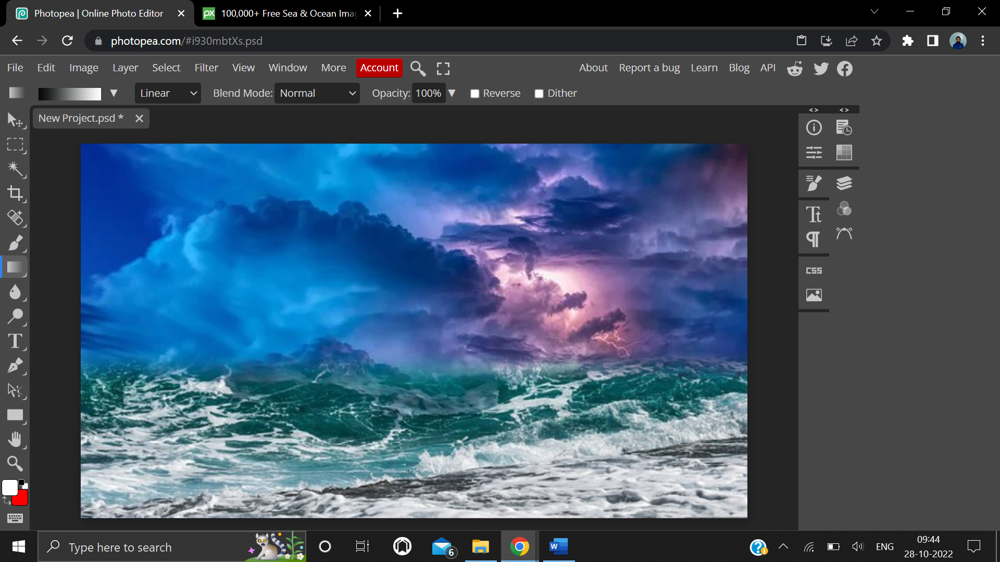 Photopea | Online Photo Editor
px 100,000+ Free Sea & Ocean Ima
photopea.com/#i930mbtXs.psd
File Edit Image Layer Select Filter View Window More Account About Report a bug Learn Blog API
Linear Blend Mode: Normal Opacity: 100% Reverse Dither
New Project.psd *
CSS
Type here to search
6
W
ENG
09:44
28-10-2022